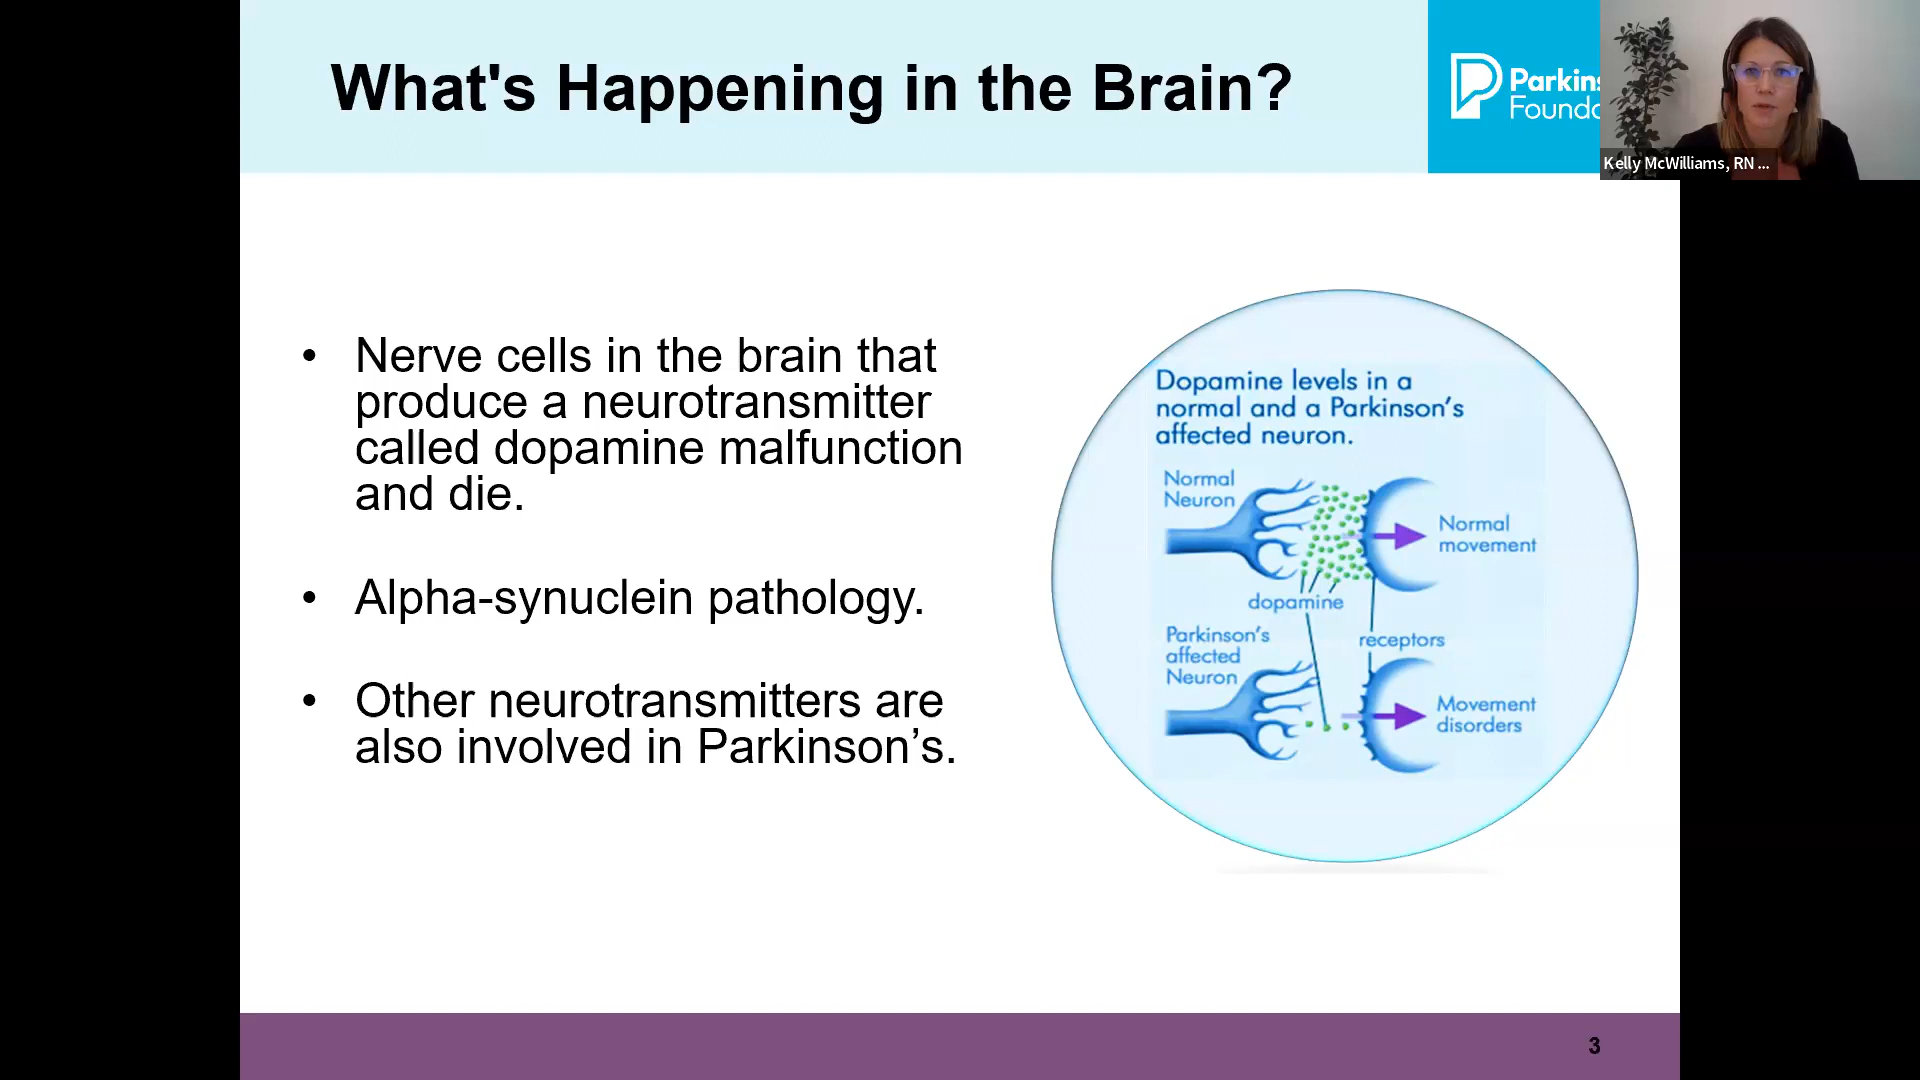 What's Happening in the Brain?
Parkins
Foundc
Kelly McWilliams, RN ...
• Nerve cells in the brain that
produce a neurotransmitter
called dopamine malfunction
and die.
• Alpha-synuclein pathology.
• Other neurotransmitters are
also involved in Parkinson’s.
Dopamine levels in a
normal and a Parkinson's
affected neuron.
Normal
Neuron
Normal
movement
dopamine
Parkinson's
affected
Neuron
receptors
Movement
disorders
3